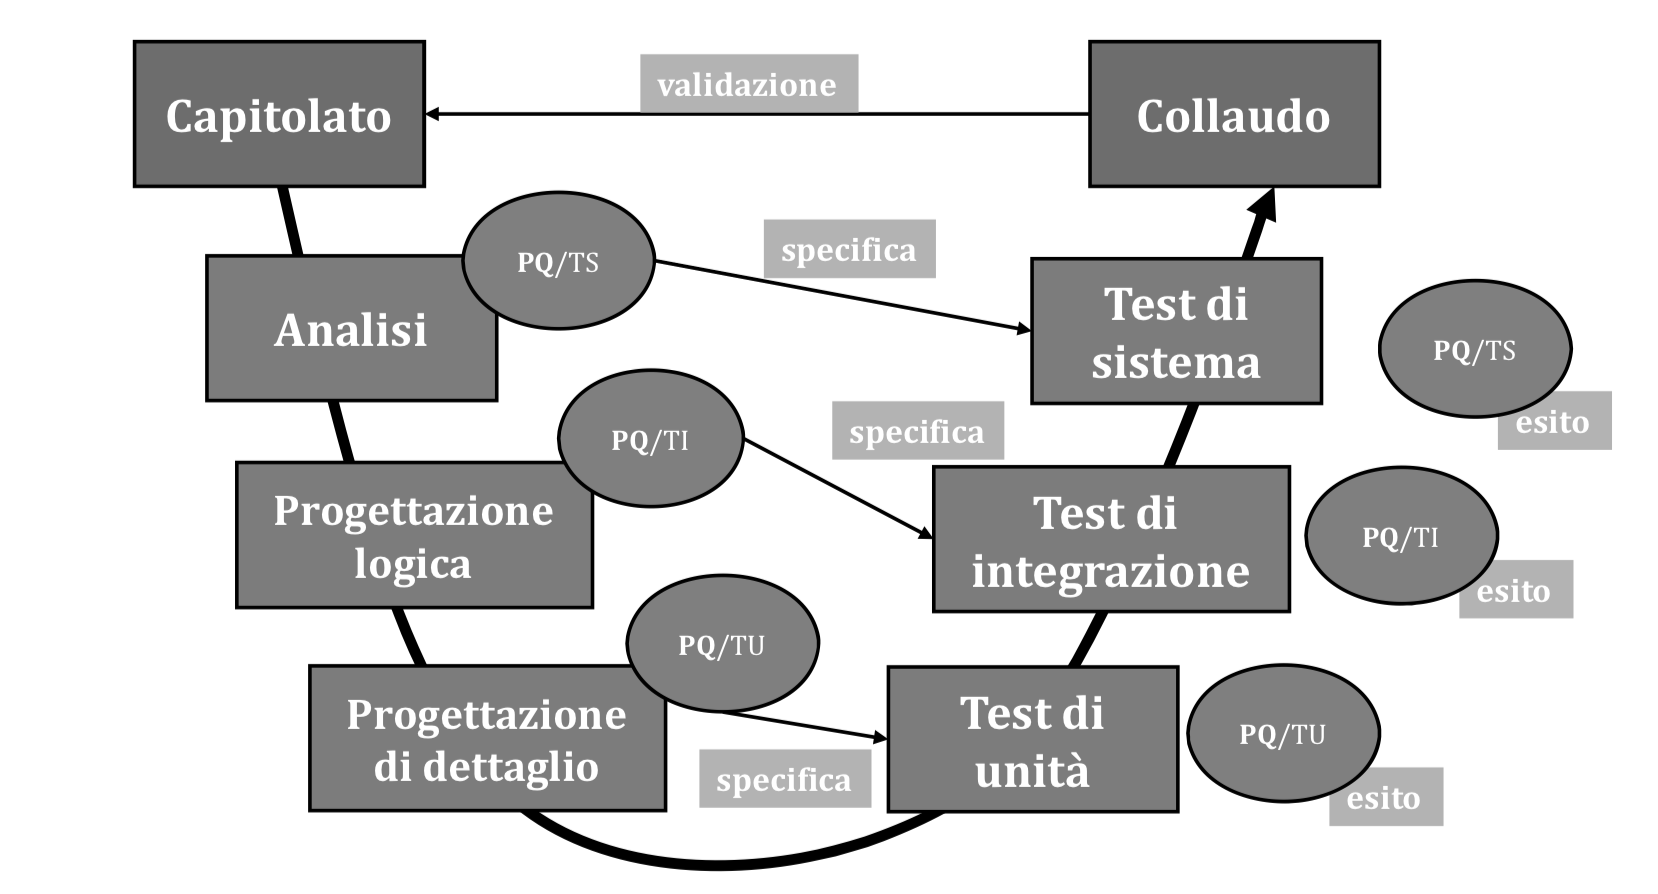 validazione
Capitolato
Collaudo
PQ/TS
specifica
Analisi
Test di
sistema
PQ/TS
esito
PQ/TI
specifica
Progettazione
logica
Test di
integrazione
PQ/TI
esito
PQ/TU
Progettazione
di dettaglio
specifica
Test di
unità
PQ/TU
esito